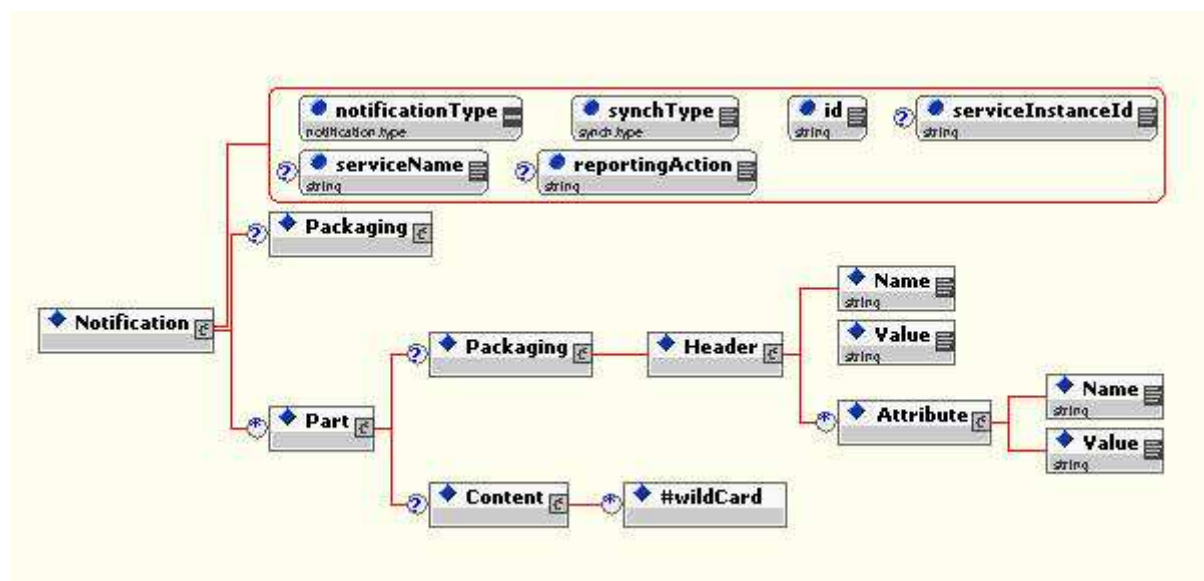 notificationType
notification.type
synchType
synch.type
id
string
? serviceInstanceId
string
? serviceName
string
? reportingAction
string
? Packaging
Notification
* Part
? Packaging
Header
Name
string
Value
string
* Attribute
Name
string
Value
string
? Content
* #wildCard